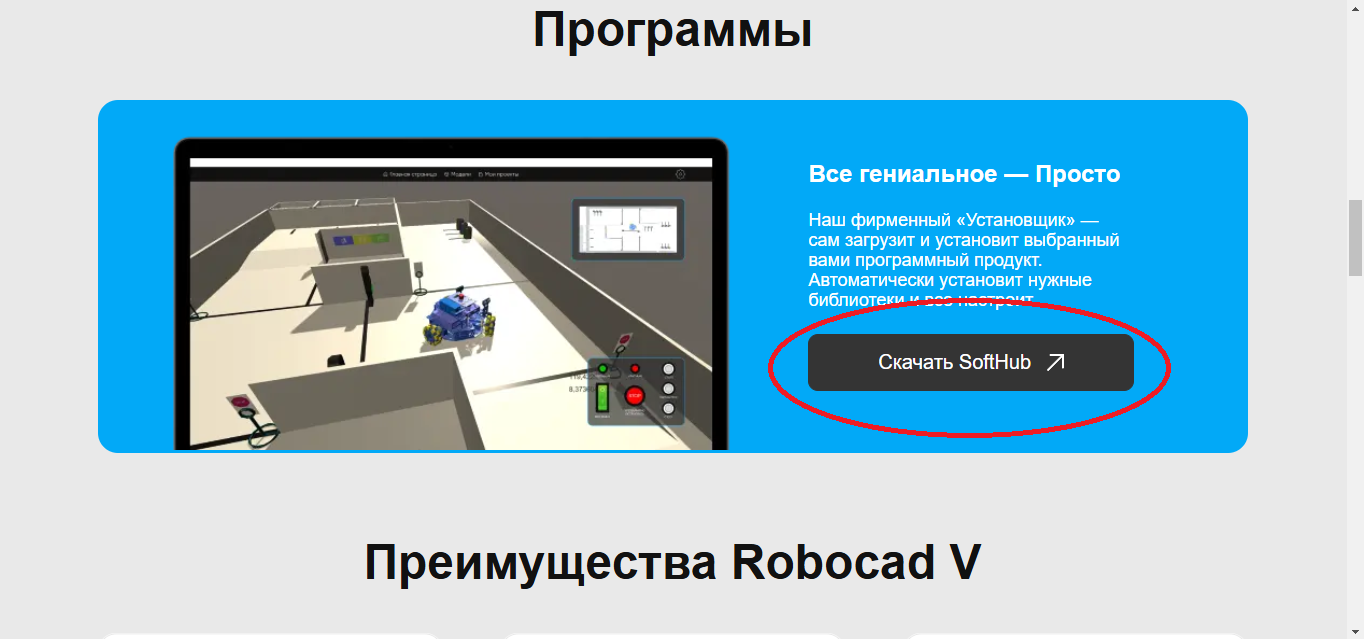 Программы
Главная страница Модели Мои проекты
Все гениальное — Просто
Наш фирменный «Установщик» —
сам загрузит и установит выбранный
вами программный продукт.
Автоматически установит нужные
библиотеки и все настроит.
Скачать SoftHub
STOP
Преимущества Robocad V